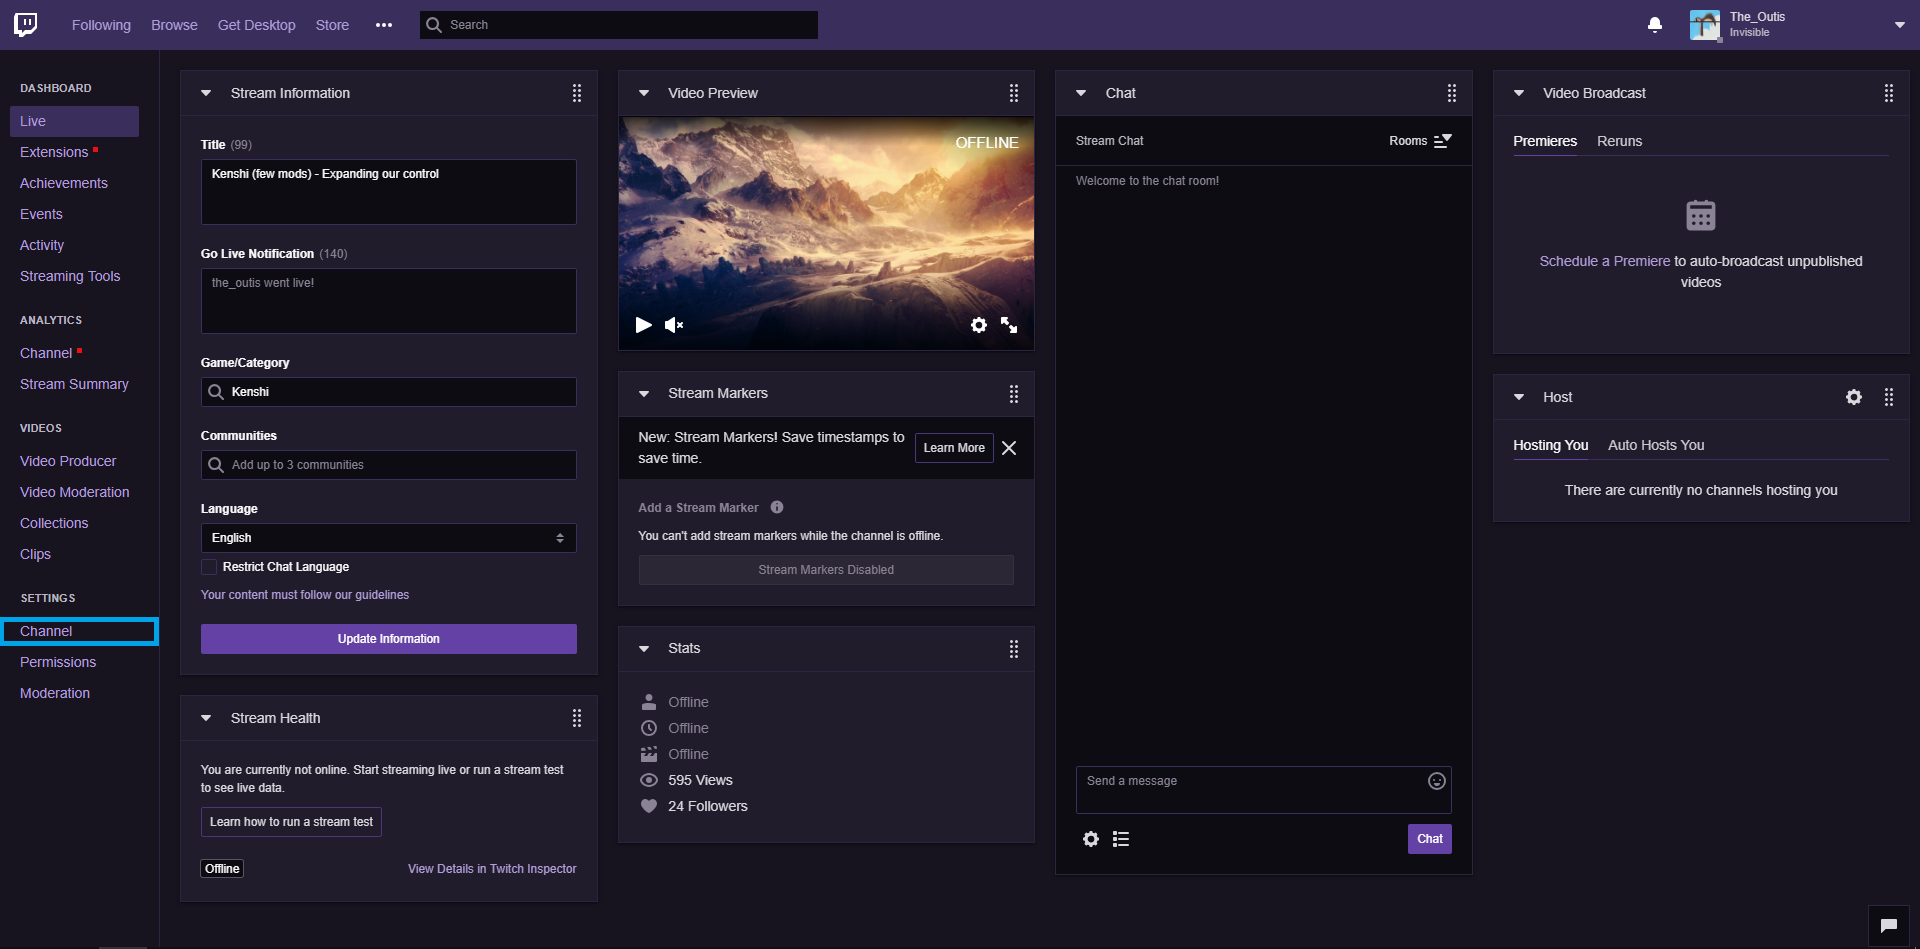 Following Browse Get Desktop Store ••• Search The_Outis
Invisible
DASHBOARD
Live
Extensions
Achievements
Events
Activity
Streaming Tools
ANALYTICS
Channel
Stream Summary
VIDEOS
Video Producer
Video Moderation
Collections
Clips
SETTINGS
Channel
Permissions
Moderation
Stream Information
Title (99)
Kenshi (few mods) - Expanding our control
Go Live Notification (140)
the_outis went live!
Game/Category
Kenshi
Communities
Add up to 3 communities
Language
English
Restrict Chat Language
Your content must follow our guidelines
Update Information
Stream Health
You are currently not online. Start streaming live or run a stream test
to see live data.
Learn how to run a stream test
Offline View Details in Twitch Inspector
Video Preview
OFFLINE
Stream Markers
New: Stream Markers! Save timestamps to
save time.
Learn More
Add a Stream Marker
You can't add stream markers while the channel is offline.
Stream Markers Disabled
Stats
Offline
Offline
Offline
595 Views
24 Followers
Chat
Stream Chat Rooms
Welcome to the chat room!
Send a message
Chat
Video Broadcast
Premieres Reruns
Schedule a Premiere to auto-broadcast unpublished
videos
Host
Hosting You Auto Hosts You
There are currently no channels hosting you